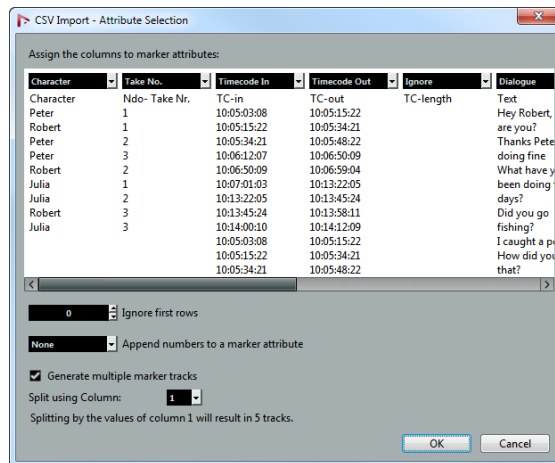 CSV Import - Attribute Selection
Assign the columns to marker attributes:
Character Take No. Timecode In Timecode Out Ignore Dialogue
Character Ndo- Take Nr. TC-in TC-out TC-length Text
Peter 1 10:05:03:08 10:05:15:22 Hey Robert,
Robert 1 10:05:15:22 10:05:34:21 are you?
Peter 2 10:05:34:21 10:05:48:22 Thanks Pete
Peter 3 10:06:12:07 10:06:50:09 doing fine
Robert 2 10:06:50:09 10:06:59:04 What have y
Julia 1 10:07:01:03 10:13:22:05 been doing
Julia 2 10:13:22:05 10:13:45:24 days?
Robert 3 10:13:45:24 10:13:58:11 Did you go
Julia 3 10:14:00:10 10:14:12:09 fishing?
10:05:03:08 10:05:15:22 I caught a p
10:05:15:22 10:05:34:21 How did you
10:05:34:21 10:05:48:22 that?
0 Ignore first rows
None Append numbers to a marker attribute
Generate multiple marker tracks
Split using Column: 1
Splitting by the values of column 1 will result in 5 tracks.
OK Cancel